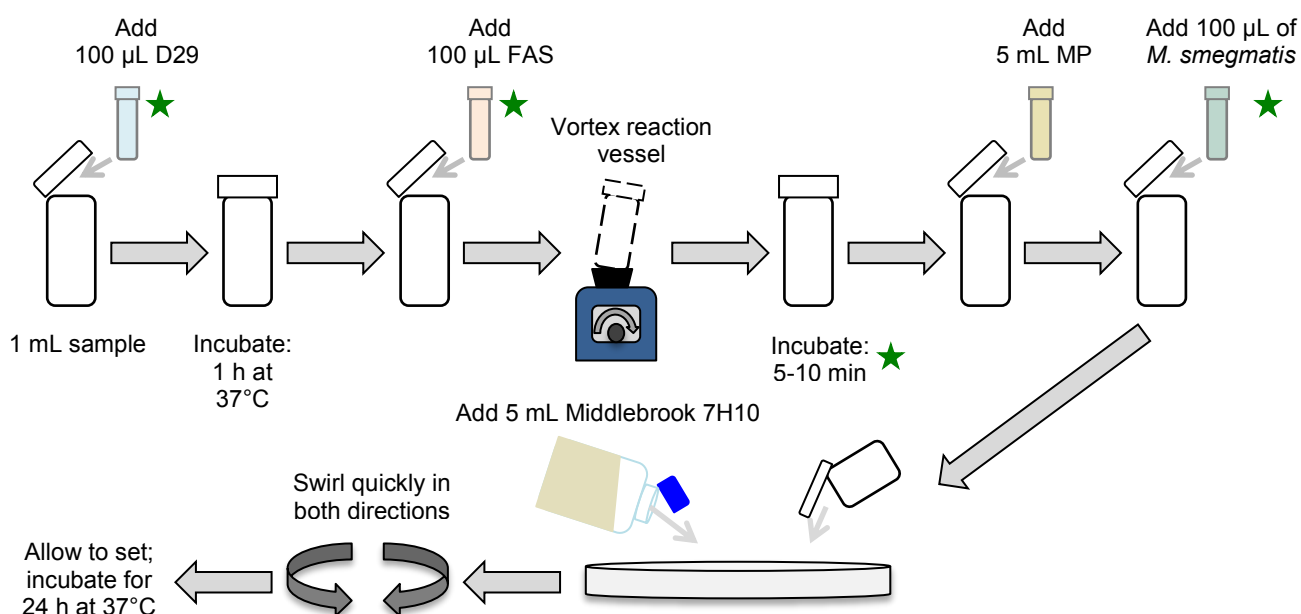 Add
100 µL D29
Add
100 µL FAS
Vortex reaction
vessel
Add
5 mL MP
Add 100 µL of
M. smegmatis
1 mL sample
Incubate:
1 h at
37°C
Incubate:
5-10 min
Add 5 mL Middlebrook 7H10
Swirl quickly in
both directions
Allow to set;
incubate for
24 h at 37°C